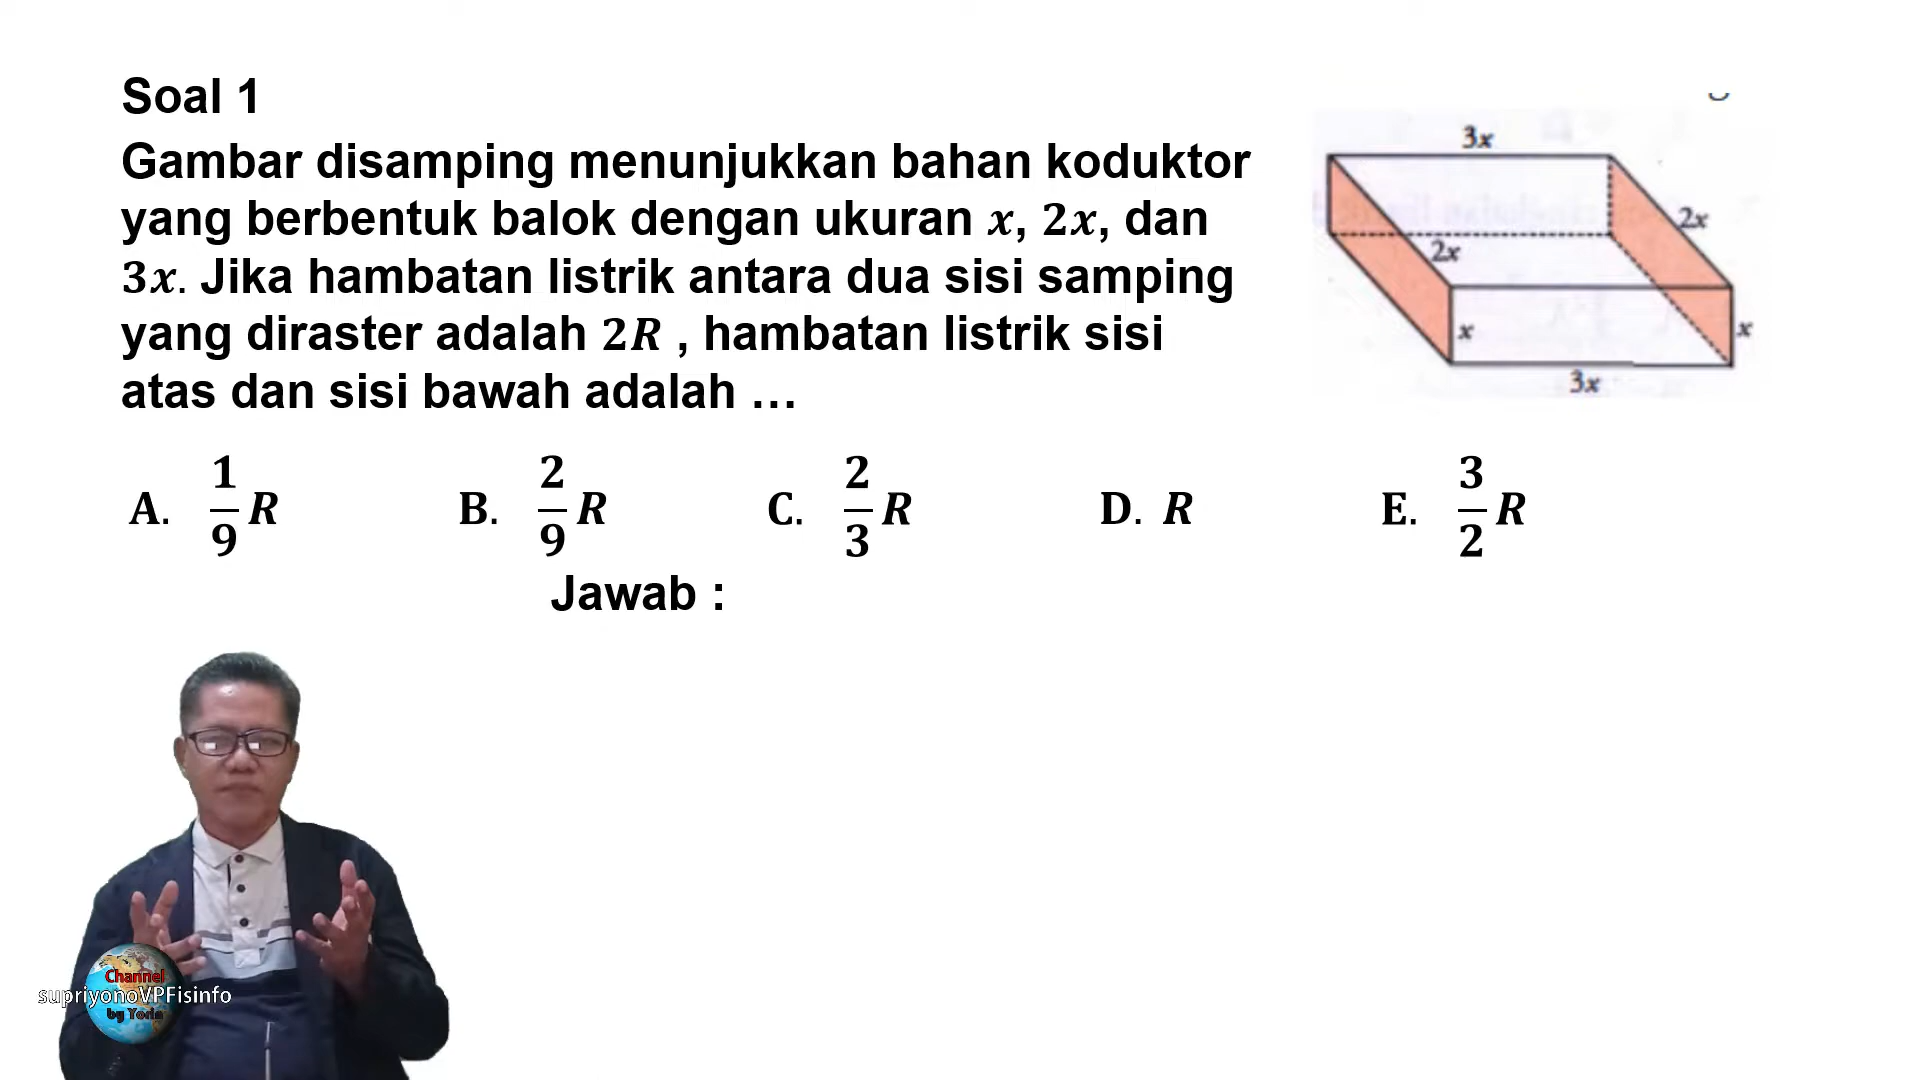 Soal 1
Gambar disamping menunjukkan bahan koduktor
yang berbentuk balok dengan ukuran x, 2x, dan
3x. Jika hambatan listrik antara dua sisi samping
yang diraster adalah 2R , hambatan listrik sisi
atas dan sisi bawah adalah …
A. 1/9 R B. 2/9 R C. 2/3 R D. R E. 3/2 R
Jawab :
3x
2x
2x
x
x
3x
Channel
supriyonoVPFisinfo
by Yorin